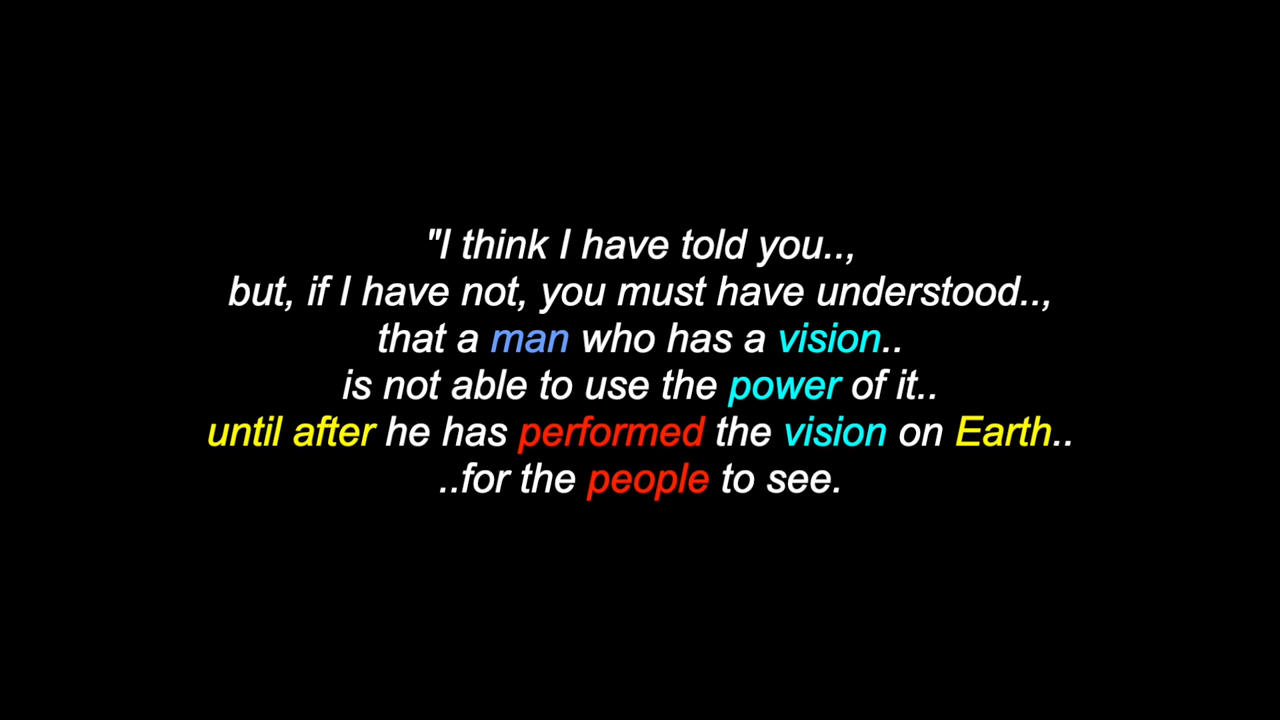 "I think I have told you..,
but, if I have not, you must have understood..,
that a man who has a vision..
is not able to use the power of it..
until after he has performed the vision on Earth..
..for the people to see.